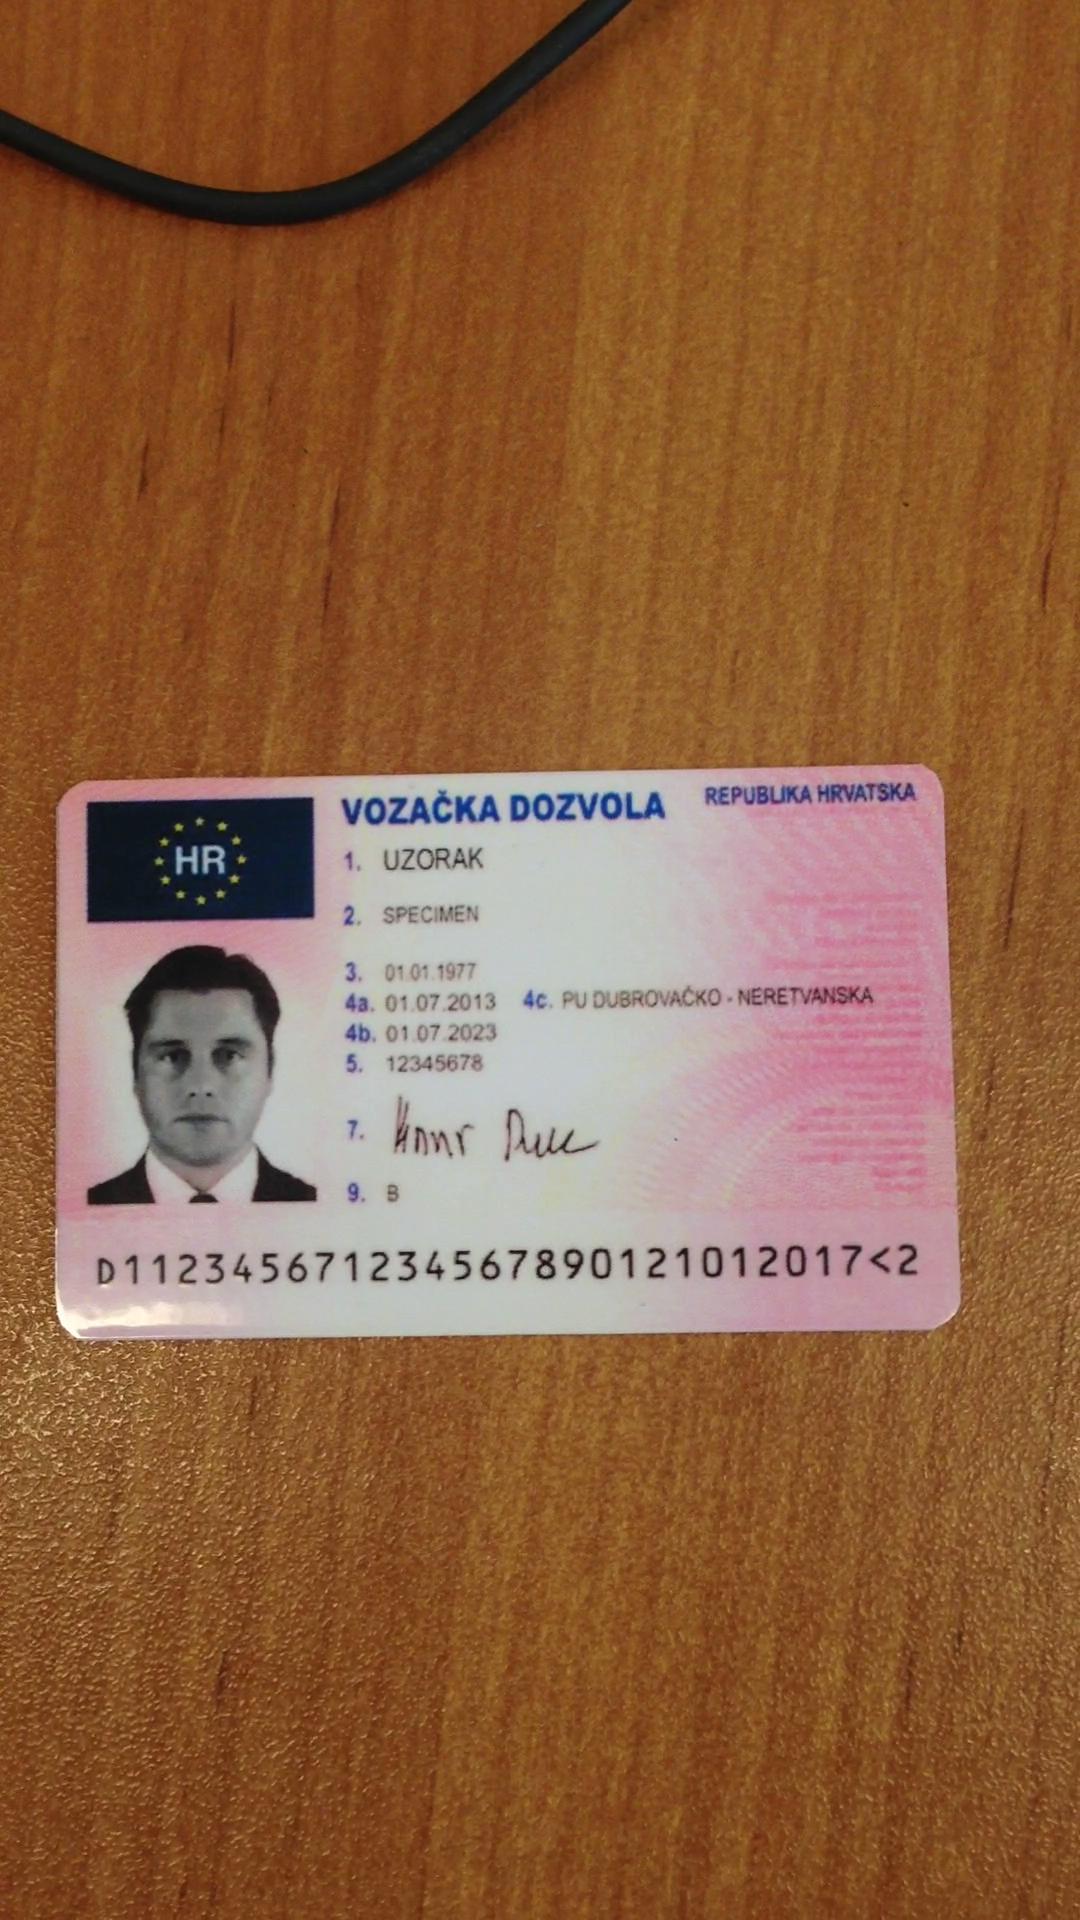 HR
VOZAČKA DOZVOLA REPUBLIKA HRVATSKA
1. UZORAK
2. SPECIMEN
3. 01.01.1977
4a. 01.07.2013 4c. PU DUBROVAČKO - NERETVANSKA
4b. 01.07.2023
5. 12345678
7.
9. B
D112345671234567890121012017<2